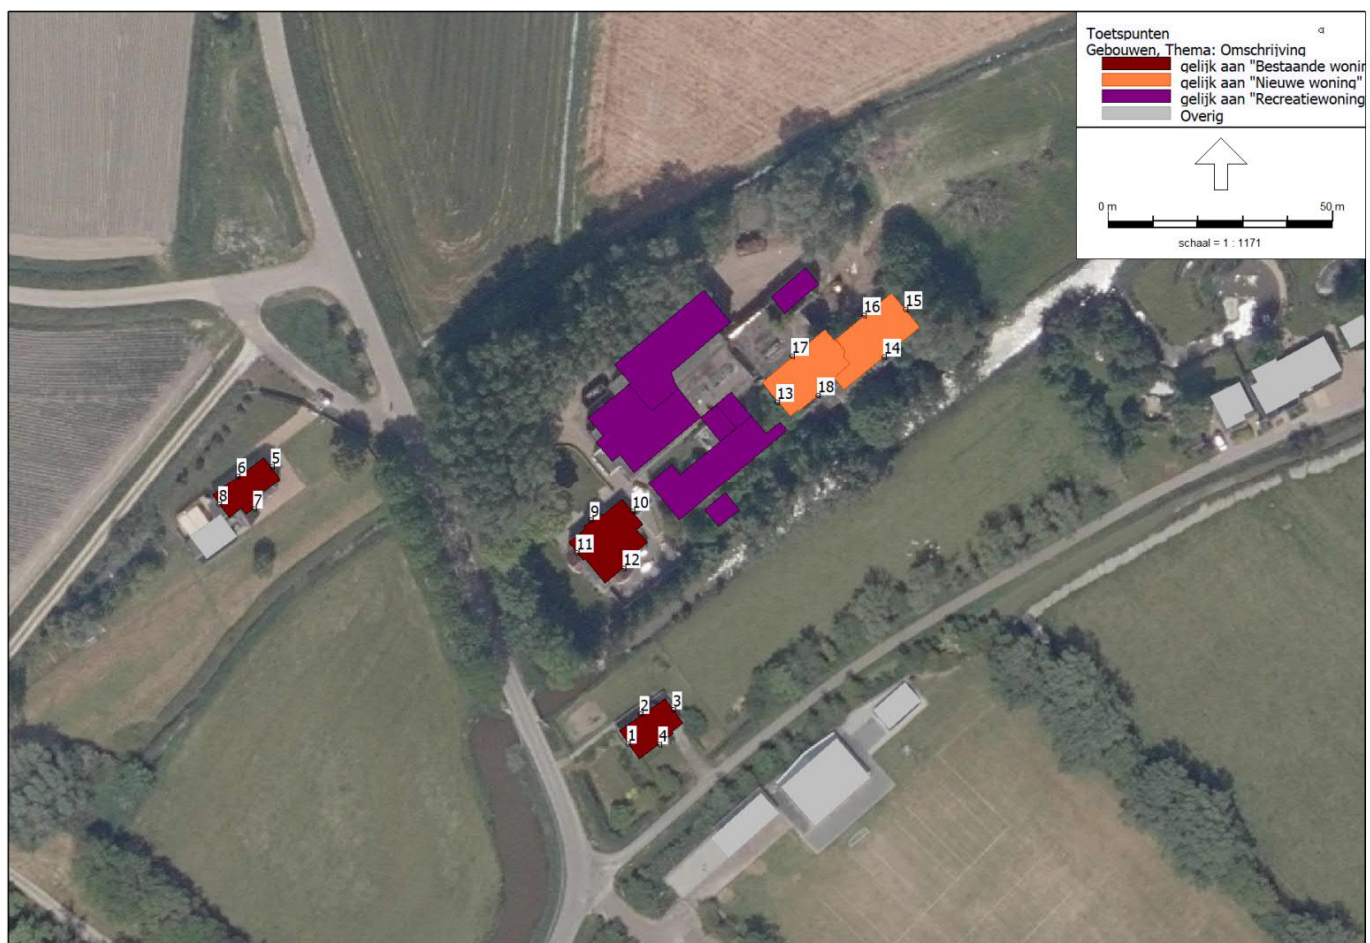 Toetspunten
Gebouwen, Thema: Omschrijving
gelijk aan "Bestaande wonin
gelijk aan "Nieuwe woning"
gelijk aan "Recreatiewoning
Overig
0 m 50 m
schaal = 1 : 1171
15
16
17
14
18
13
5
6
8
7
10
9
11
12
3
2
1
4